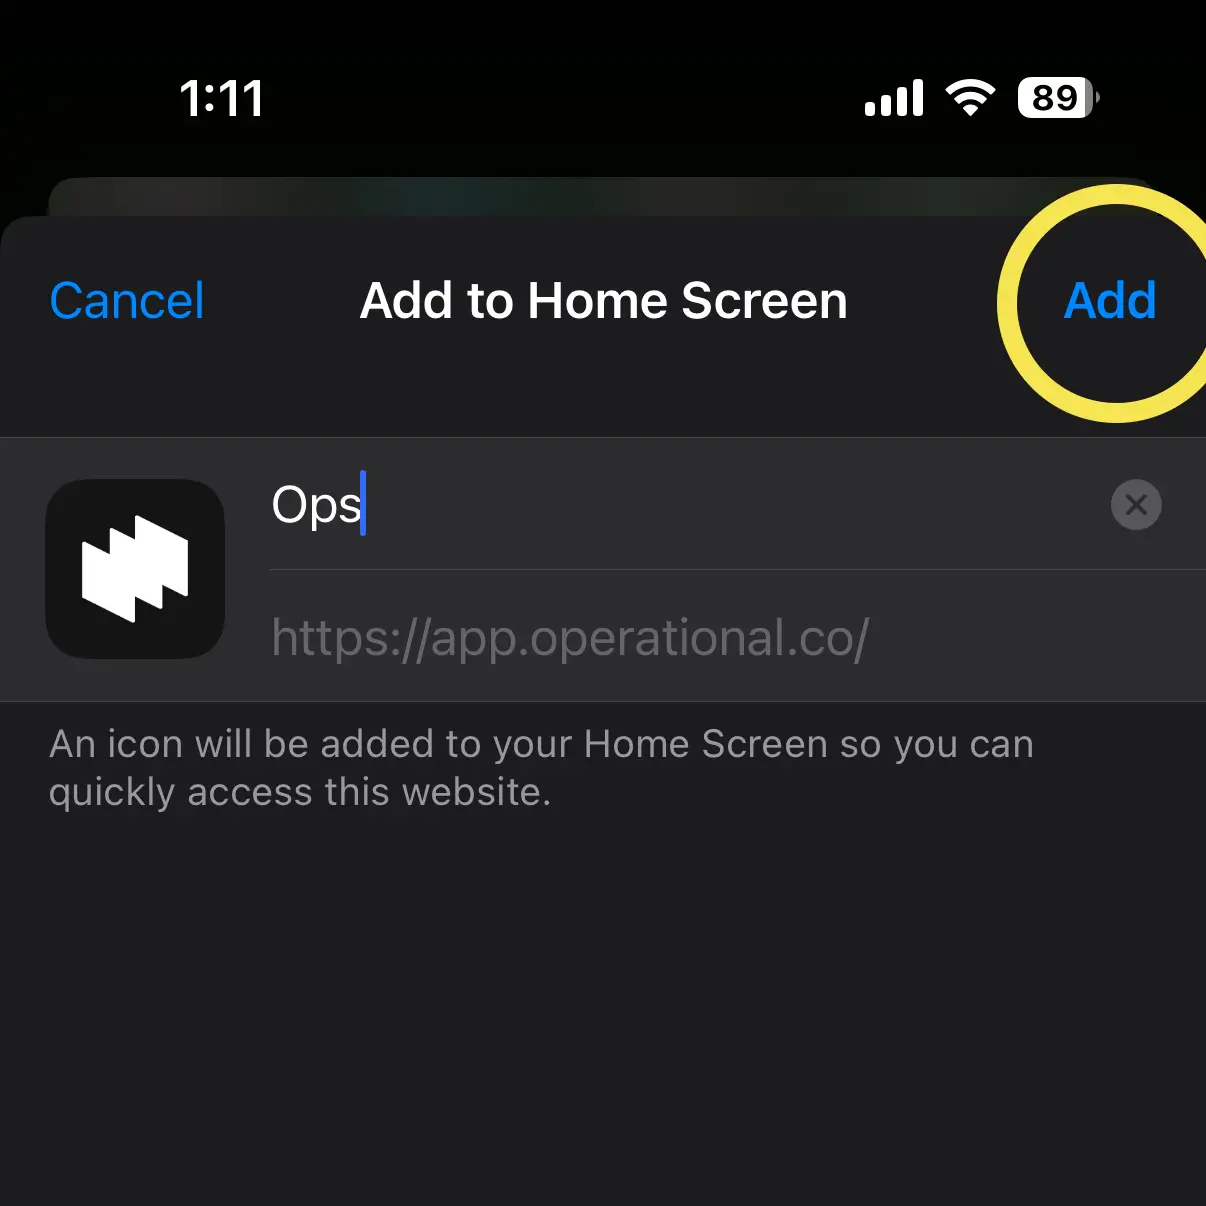 1:11
89
Cancel
Add to Home Screen
Add
Ops
https://app.operational.co/
An icon will be added to your Home Screen so you can
quickly access this website.